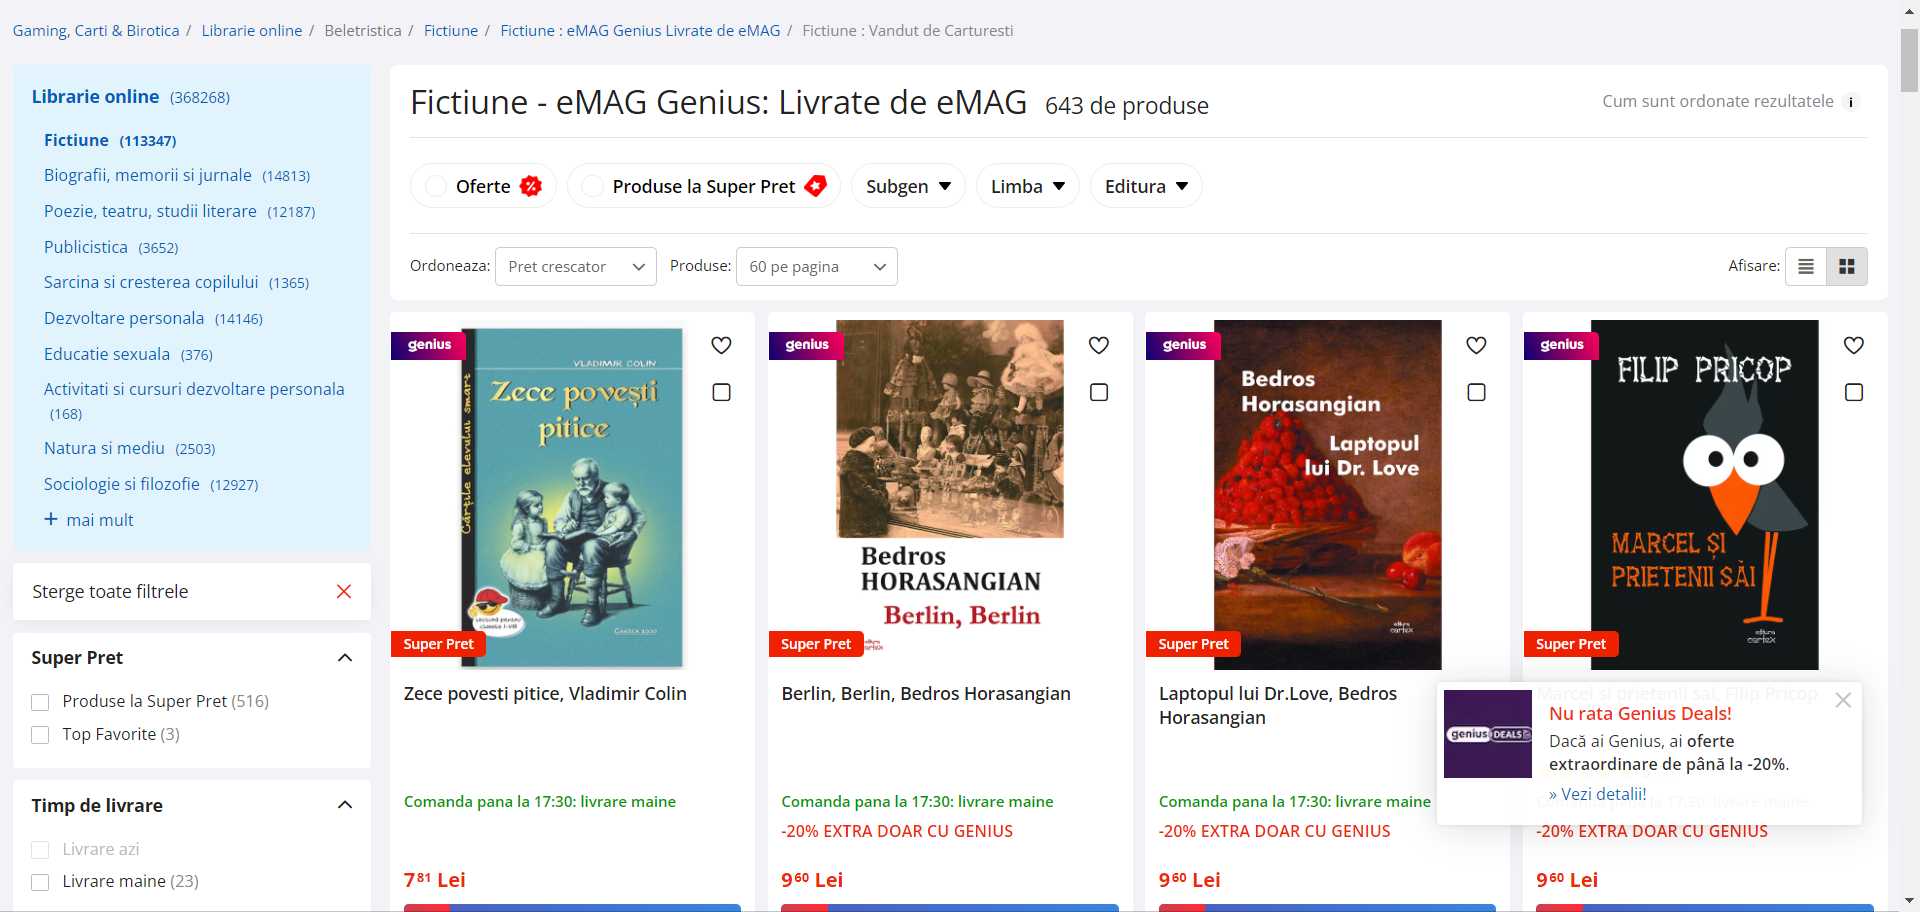 Gaming, Carti & Birotica / Librarie online / Beletristica / Fictiune / Fictiune : eMAG Genius Livrate de eMAG / Fictiune : Vandut de Carturesti
Librarie online (368268)
Fictiune (113347)
Biografii, memorii si jurnale (14813)
Poezie, teatru, studii literare (12187)
Publicistica (3652)
Sarcina si cresterea copilului (1365)
Dezvoltare personala (14146)
Educatie sexuala (376)
Activitati si cursuri dezvoltare personala
(168)
Natura si mediu (2503)
Sociologie si filozofie (12927)
+ mai mult
Sterge toate filtrele
Super Pret
Produse la Super Pret (516)
Top Favorite (3)
Timp de livrare
Livrare azi
Livrare maine (23)
Fictiune - eMAG Genius: Livrate de eMAG 643 de produse
Cum sunt ordonate rezultatele i
Oferte
Produse la Super Pret
Subgen
Limba
Editura
Ordoneaza: Pret crescator
Produse: 60 pe pagina
Afisare:
genius
VLADIMIR COLIN
Zece povești
pitice
Cărțile elevului smart
Lectură pentru
clasele I-VIII
CARTEX 2000
Super Pret
Zece povesti pitice, Vladimir Colin
Comanda pana la 17:30: livrare maine
7⁸¹ Lei
genius
Bedros
HORASANGIAN
Berlin, Berlin
editura
cartex
Super Pret
Berlin, Berlin, Bedros Horasangian
Comanda pana la 17:30: livrare maine
-20% EXTRA DOAR CU GENIUS
9⁶⁰ Lei
genius
Bedros
Horasangian
Laptopul
lui Dr. Love
editura
cartex
Super Pret
Laptopul lui Dr.Love, Bedros
Horasangian
Comanda pana la 17:30: livrare maine
-20% EXTRA DOAR CU GENIUS
9⁶⁰ Lei
genius
FILIP PRICOP
MARCEL ȘI
PRIETENII SĂI
editura
cartex
Super Pret
Marcel si prietenii sai, Filip Pricop
-20% EXTRA DOAR CU GENIUS
9⁶⁰ Lei
genius DEALS
Nu rata Genius Deals!
Dacă ai Genius, ai oferte
extraordinare de până la -20%.
» Vezi detalii!